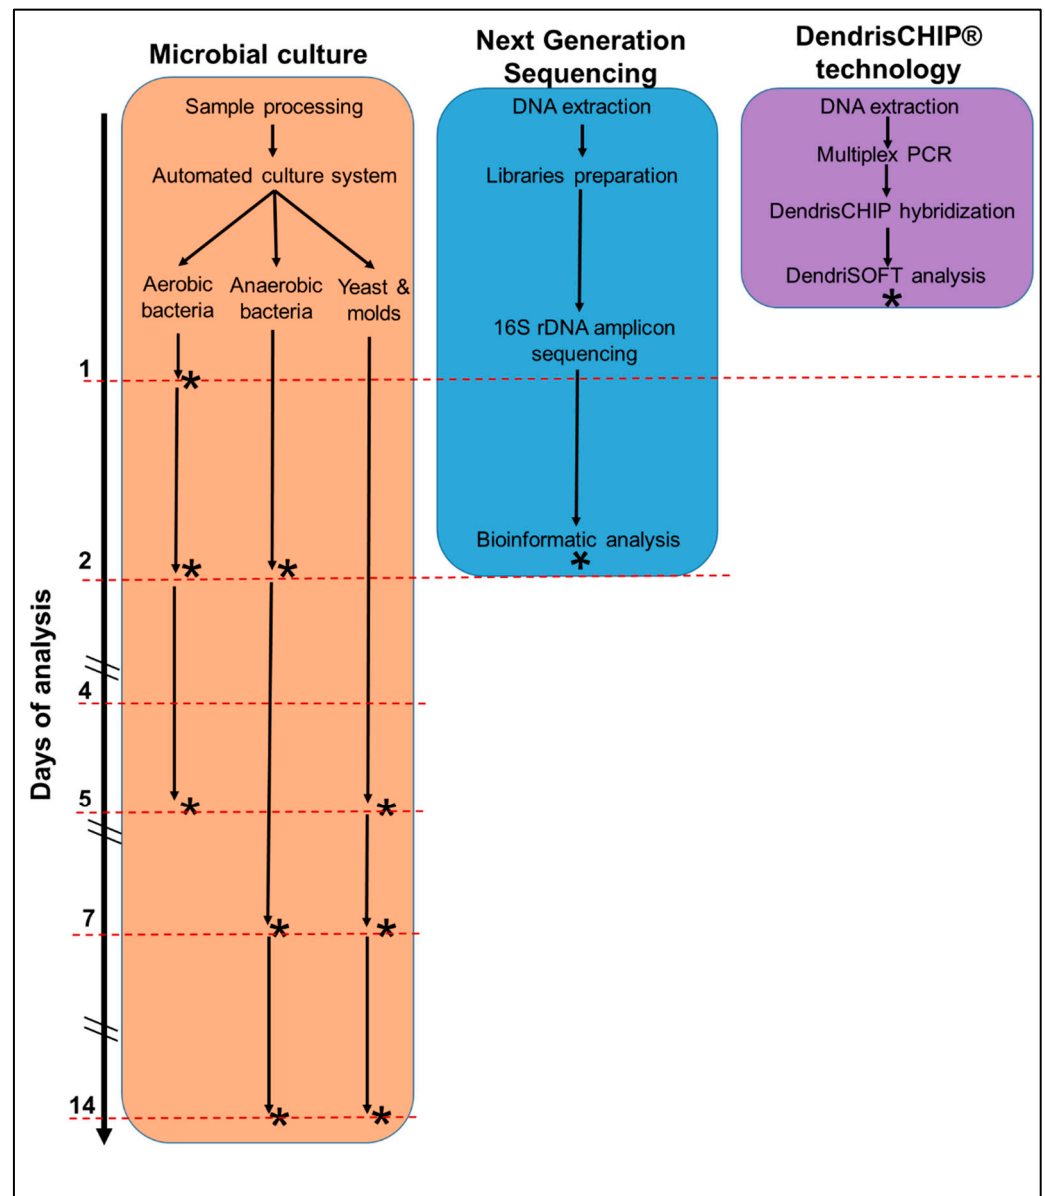 Microbial culture
Next Generation
Sequencing
DendrisCHIP®
technology
Sample processing
Automated culture system
Aerobic
bacteria
Anaerobic
bacteria
Yeast &
molds
*
*
*
*
*
*
*
*
*
DNA extraction
Libraries preparation
16S rDNA amplicon
sequencing
Bioinformatic analysis
*
DNA extraction
Multiplex PCR
DendrisCHIP hybridization
DendriSOFT analysis
*
Days of analysis
1
2
4
5
7
14